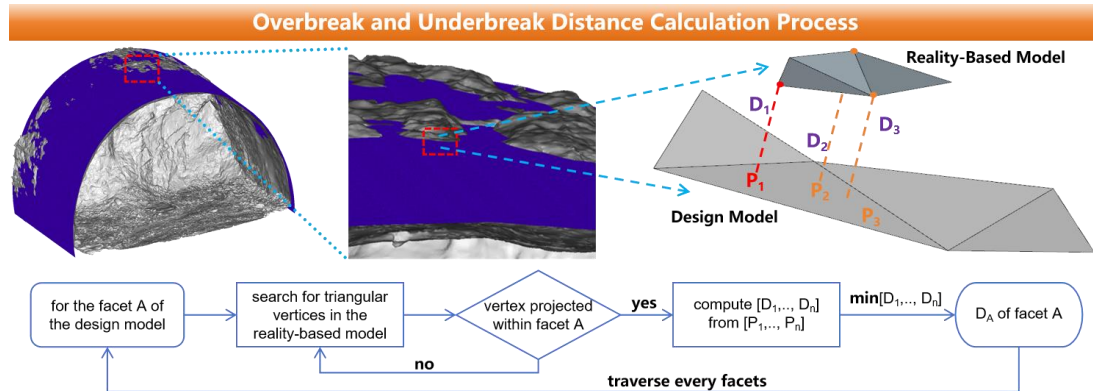 Overbreak and Underbreak Distance Calculation Process
Reality-Based Model
D₁
D₂
D₃
P₁
P₂
P₃
Design Model
for the facet A of
the design model
search for triangular
vertices in the
reality-based model
vertex projected
within facet A
yes
no
compute [D₁,.., Dₙ]
from [P₁,.., Pₙ]
min[D₁,.., Dₙ]
D_A of facet A
traverse every facets